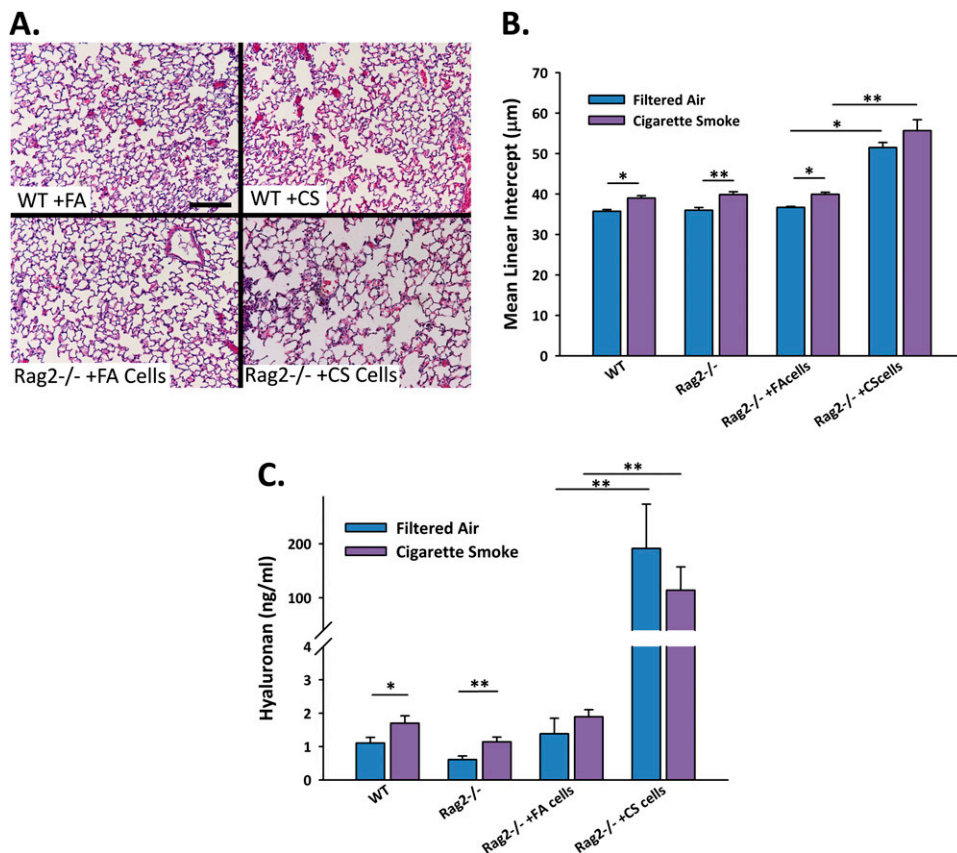 A.
WT +FA
WT +CS
Rag2-/- +FA Cells
Rag2-/- +CS Cells
B.
Mean Linear Intercept (μm)
70
60
50
40
30
20
10
0
Filtered Air
Cigarette Smoke
*
**
*
*
**
WT
Rag2-/-
Rag2-/- +FAcells
Rag2-/- +CScells
C.
Hyaluronan (ng/ml)
200
100
4
3
2
1
0
Filtered Air
Cigarette Smoke
*
**
**
**
WT
Rag2-/-
Rag2-/- +FA cells
Rag2-/- +CS cells